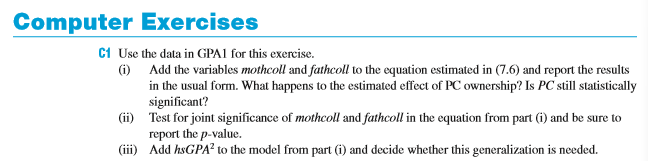 Computer Exercises
C1 Use the data in GPA1 for this exercise.
(i) Add the variables mothcoll and fathcoll to the equation estimated in (7.6) and report the results
in the usual form. What happens to the estimated effect of PC ownership? Is PC still statistically
significant?
(ii) Test for joint significance of mothcoll and fathcoll in the equation from part (i) and be sure to
report the p-value.
(iii) Add hsGPA² to the model from part (i) and decide whether this generalization is needed.